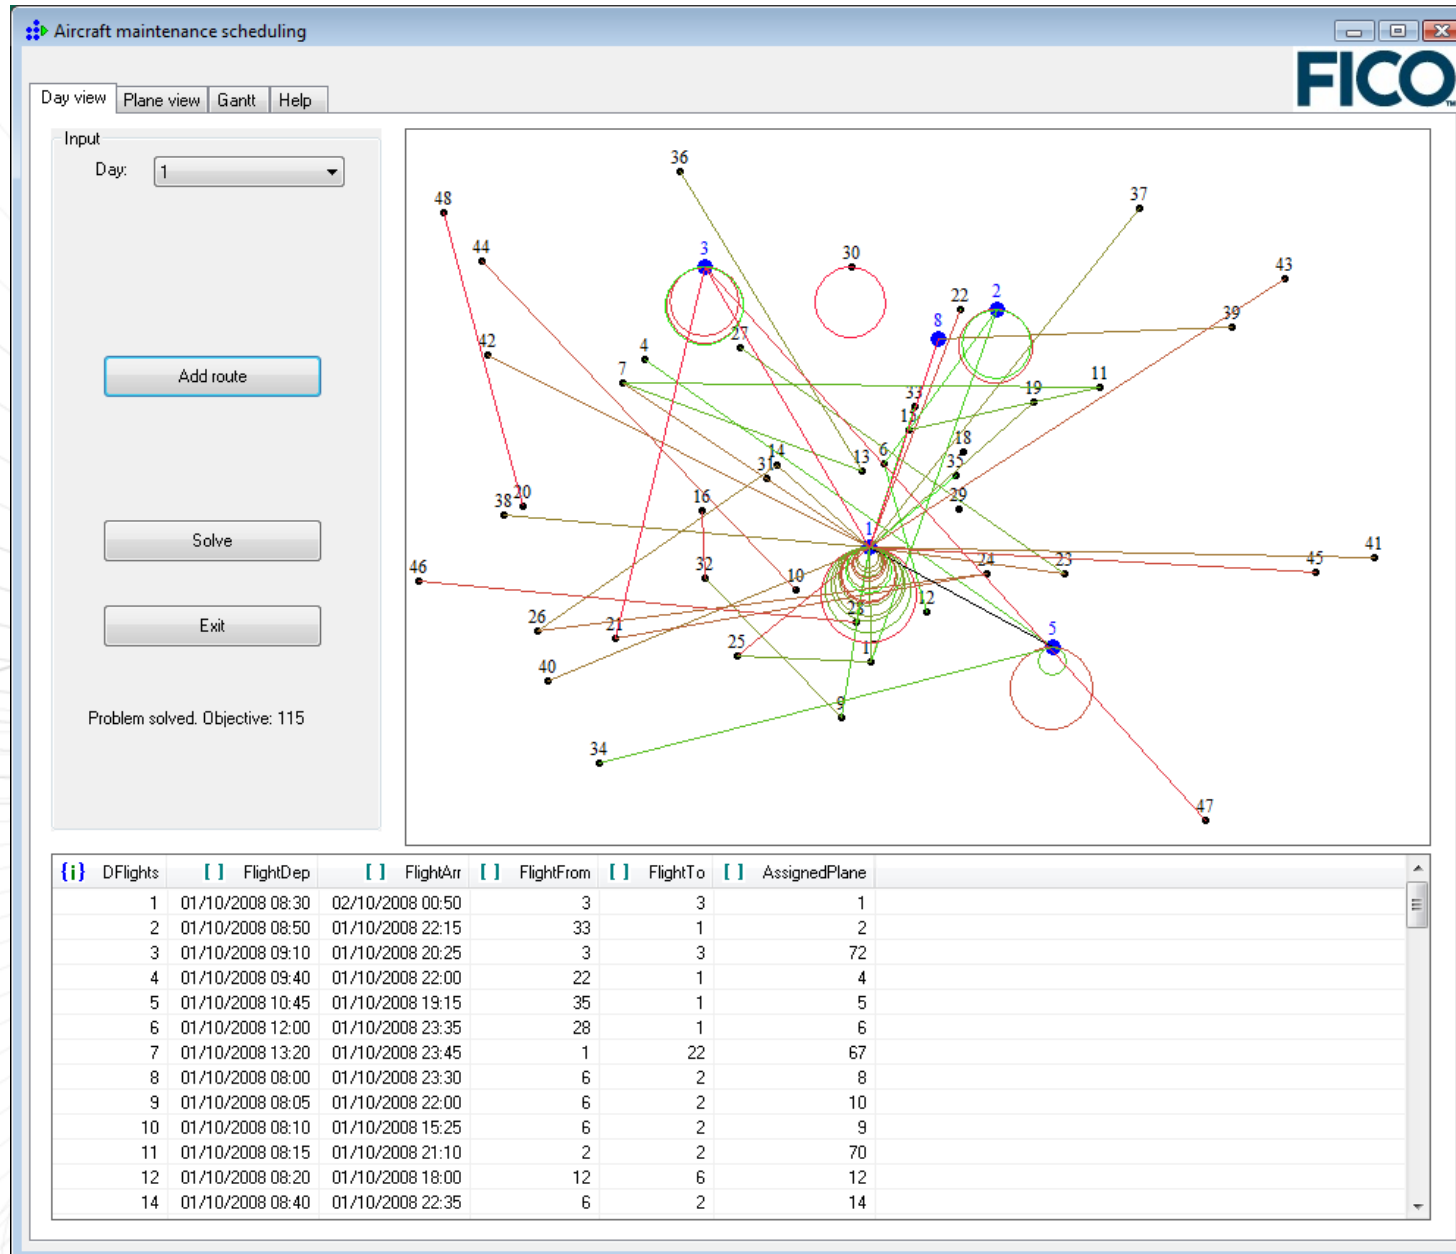 Aircraft maintenance scheduling
FICO
Day view Plane view Gantt Help
Input
Day: 1
Add route
Solve
Exit
Problem solved. Objective: 115
36
48
37
44
3
30
43
22
2
8
39
42
4
27
7
11
19
33
18
14
13
6
31
35
38
20
16
29
1
46
32
10
24
23
45
41
12
26
21
25
5
40
9
34
47
{i} DFlights [ ] FlightDep [ ] FlightArr [ ] FlightFrom [ ] FlightTo [ ] AssignedPlane
1 01/10/2008 08:30 02/10/2008 00:50 3 3 1
2 01/10/2008 08:50 01/10/2008 22:15 33 1 2
3 01/10/2008 09:10 01/10/2008 20:25 3 3 72
4 01/10/2008 09:40 01/10/2008 22:00 22 1 4
5 01/10/2008 10:45 01/10/2008 19:15 35 1 5
6 01/10/2008 12:00 01/10/2008 23:35 28 1 6
7 01/10/2008 13:20 01/10/2008 23:45 1 22 67
8 01/10/2008 08:00 01/10/2008 23:30 6 2 8
9 01/10/2008 08:05 01/10/2008 22:00 6 2 10
10 01/10/2008 08:10 01/10/2008 15:25 6 2 9
11 01/10/2008 08:15 01/10/2008 21:10 2 2 70
12 01/10/2008 08:20 01/10/2008 18:00 12 6 12
14 01/10/2008 08:40 01/10/2008 22:35 6 2 14